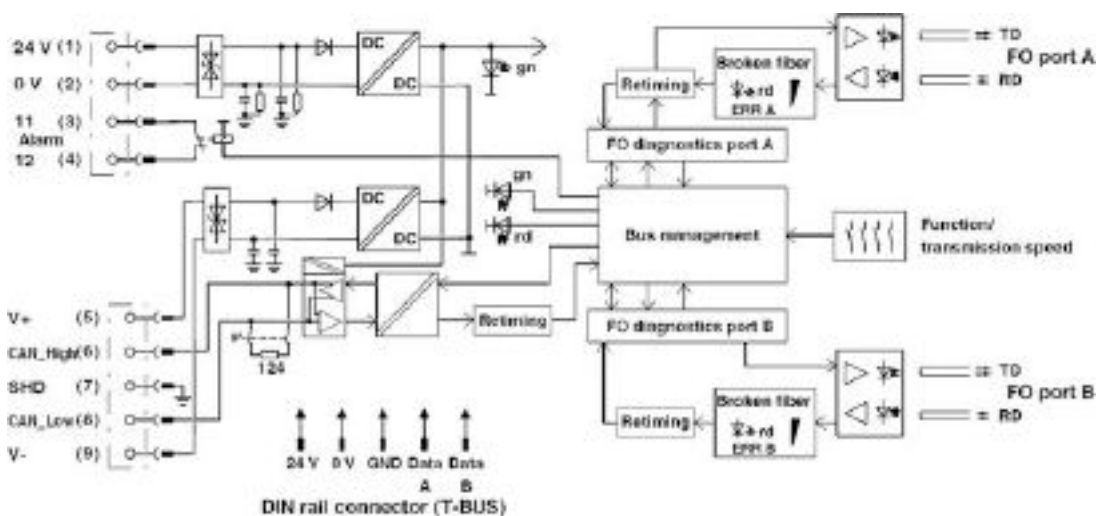 24 V (1)
0 V (2)
11 (3)
Alarm
12 (4)
DC
DC
gn
DC
DC
gn
rd
V+ (5)
CAN_High (6)
SHD (7)
CAN_Low (8)
V- (9)
124
Retiming
24 V 0 V GND Data A Data B
DIN rail connector (T-BUS)
Retiming
Broken fiber
rd
ERR A
TD
FO port A
RD
FO diagnostics port A
Bus management
Function/
transmission speed
FO diagnostics port B
Retiming
Broken fiber
rd
ERR B
TD
FO port B
RD